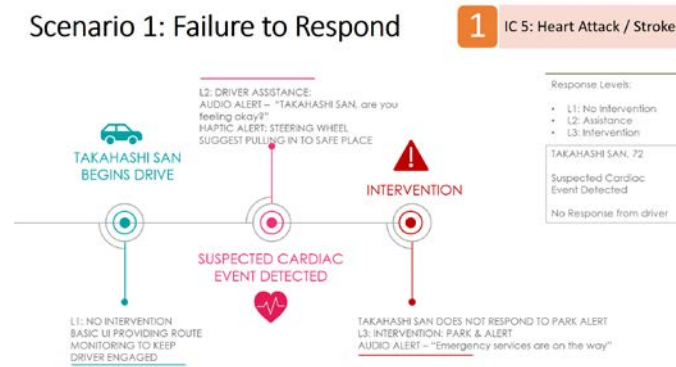 Scenario 1: Failure to Respond
1
IC 5: Heart Attack / Stroke
L2: DRIVER ASSISTANCE:
AUDIO ALERT – "TAKAHASHI SAN, are you
feeling okay?"
HAPTIC ALERT: STEERING WHEEL
SUGGEST PULLING IN TO SAFE PLACE
Response Levels:
• L1: No Intervention
• L2: Assistance
• L3: Intervention
TAKAHASHI SAN, 72
Suspected Cardiac
Event Detected
No Response from driver
TAKAHASHI SAN
BEGINS DRIVE
INTERVENTION
SUSPECTED CARDIAC
EVENT DETECTED
L1: NO INTERVENTION
BASIC UI PROVIDING ROUTE
MONITORING TO KEEP
DRIVER ENGAGED
TAKAHASHI SAN DOES NOT RESPOND TO PARK ALERT
L3: INTERVENTION: PARK & ALERT
AUDIO ALERT – "Emergency services are on the way"